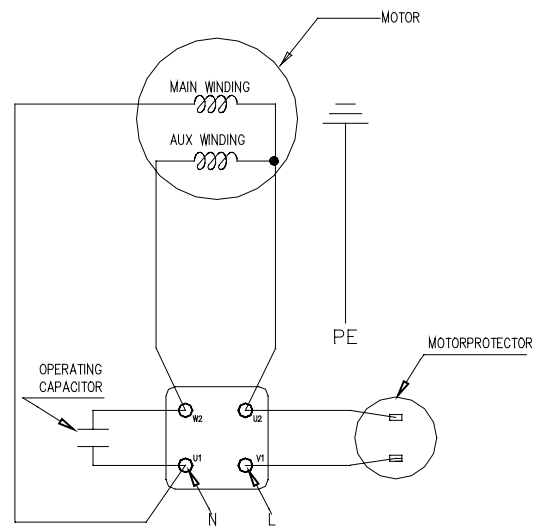 MOTOR
MAIN WINDING
AUX WINDING
PE
MOTORPROTECTOR
OPERATING
CAPACITOR
W2
U2
U1
V1
N
L